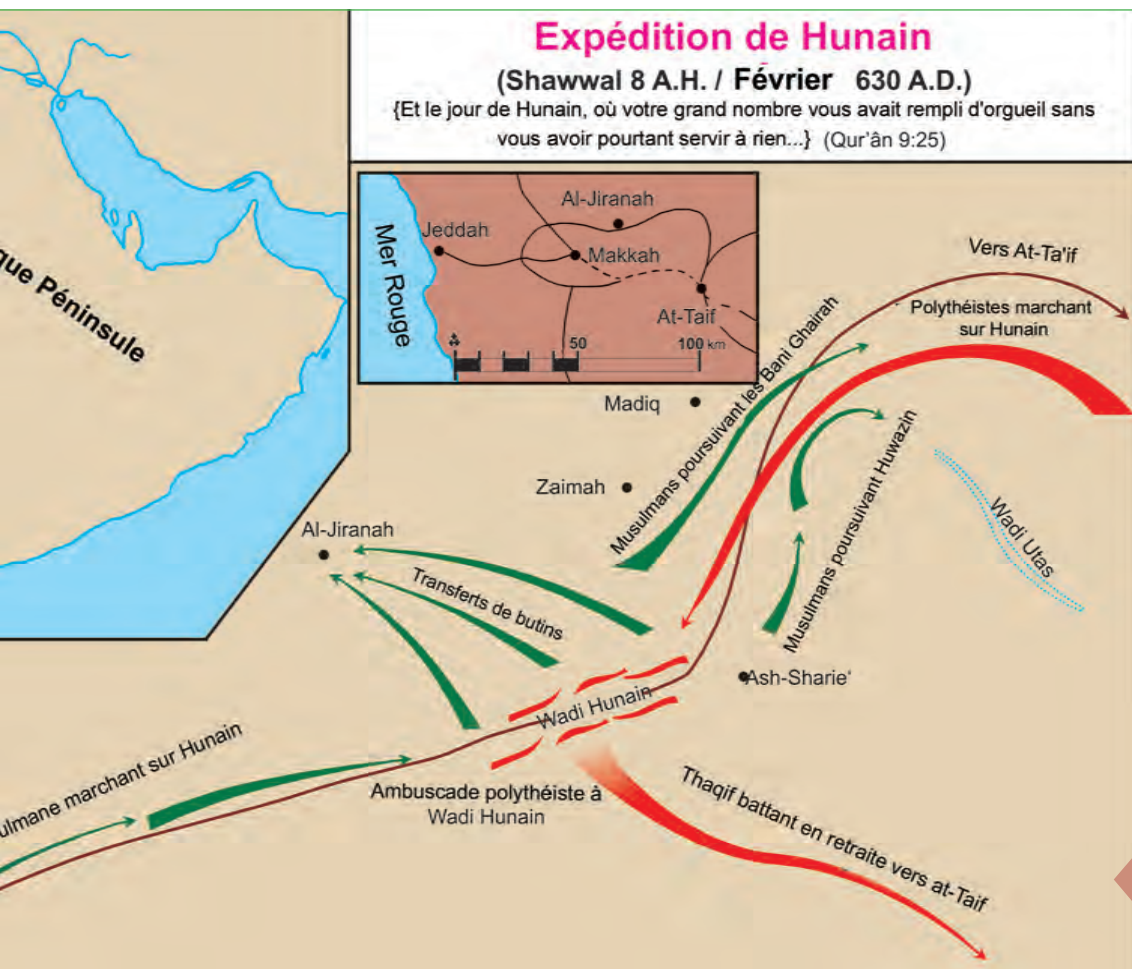 Expédition de Hunain
(Shawwal 8 A.H. / Février 630 A.D.)
{Et le jour de Hunain, où votre grand nombre vous avait rempli d'orgueil sans
vous avoir pourtant servir à rien...} (Qur'ân 9:25)
que Péninsule
Mer Rouge
Jeddah
Al-Jiranah
Makkah
At-Taif
50
100 km
Vers At-Ta'if
Polythéistes marchant
sur Hunain
Musulmans poursuivant les Bani Ghairah
Madiq
Zaimah
Musulmans poursuivant Huwazin
Wadi Utas
Al-Jiranah
Transferts de butins
Ash-Sharie'
Wadi Hunain
ulmane marchant sur Hunain
Ambuscade polythéiste à
Wadi Hunain
Thaqif battant en retraite vers at-Taif